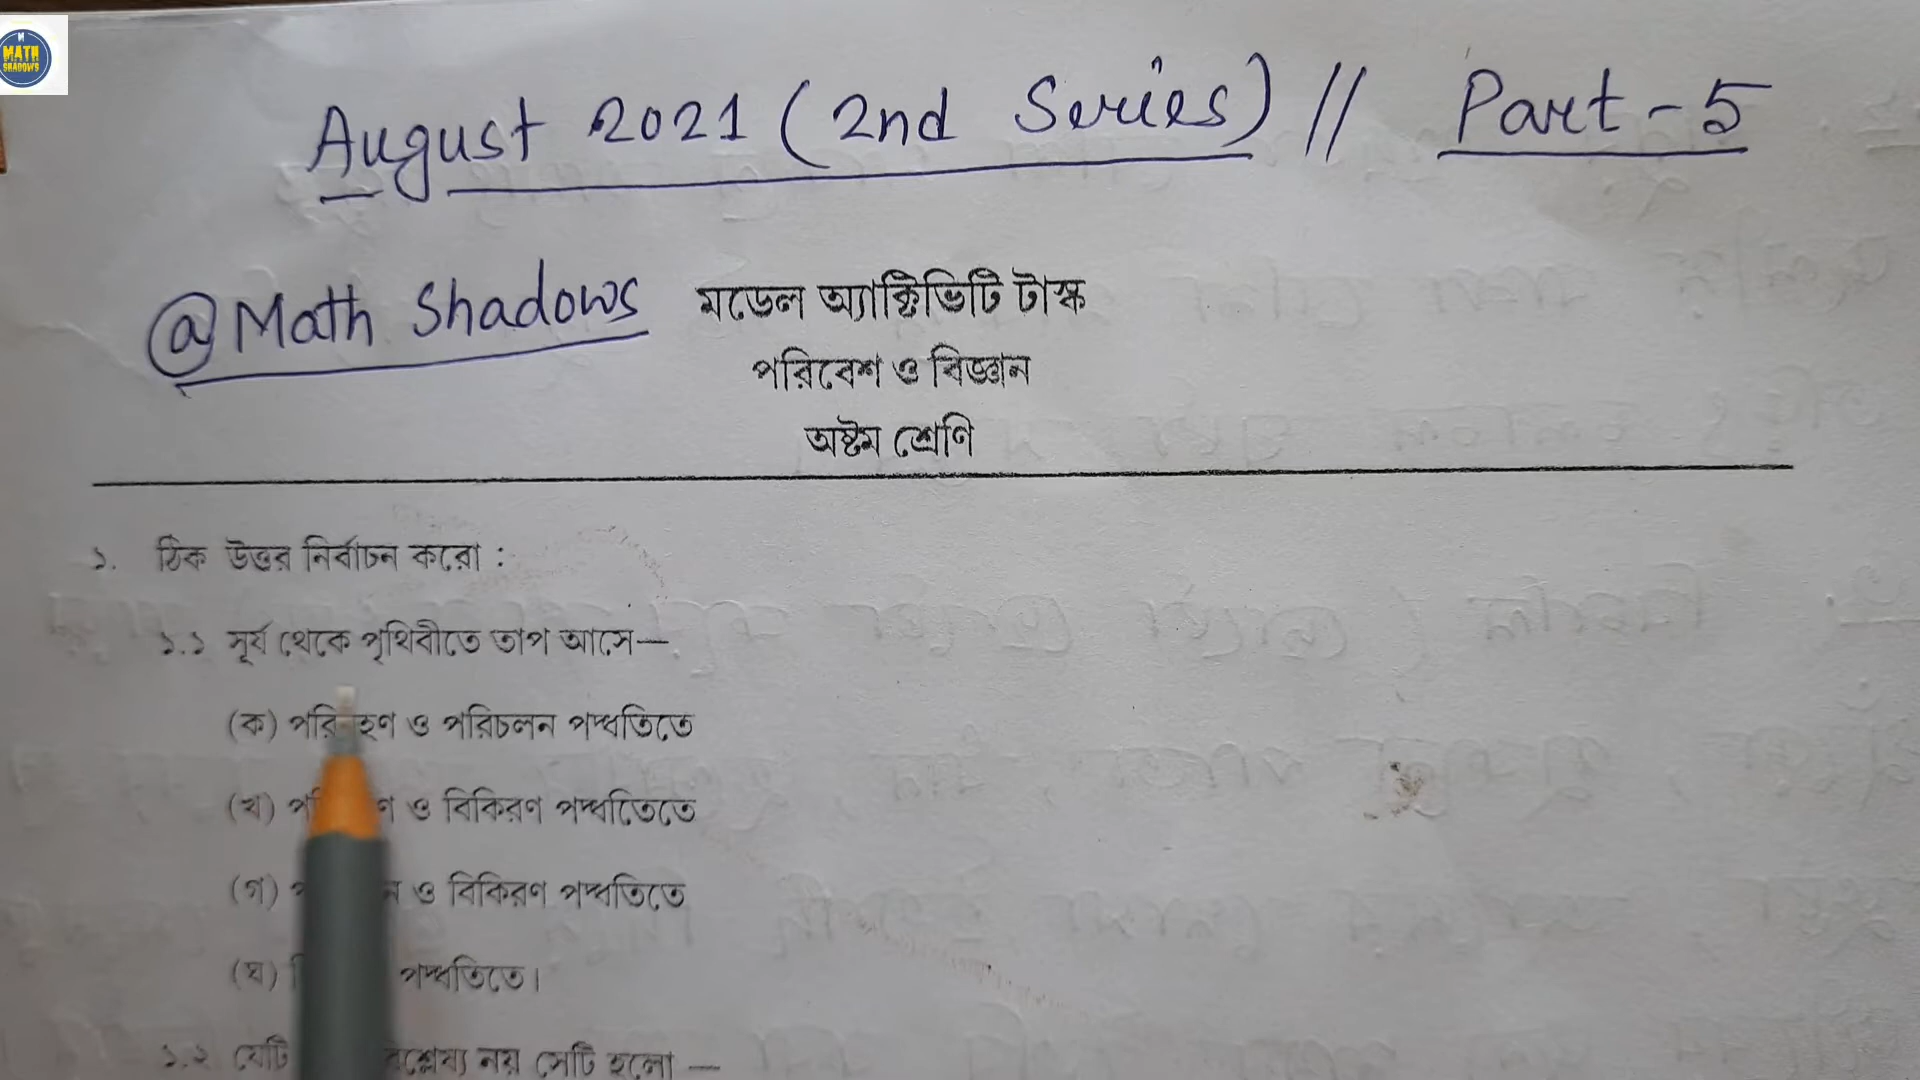 M
MATH
SHADOWS
August 2021 (2nd Series) // Part-5
@Math Shadows
মডেল অ্যাক্টিভিটি টাস্ক
পরিবেশ ও বিজ্ঞান
অষ্টম শ্রেণি
১. ঠিক উত্তর নির্বাচন করো :
১.১ সূর্য থেকে পৃথিবীতে তাপ আসে—
(ক) ও পরিচলন পদ্ধতিতে
(খ) ও বিকিরণ পদ্ধতিতে
(গ) ও বিকিরণ পদ্ধতিতে
(ঘ) পদ্ধতিতে।
১.২ যেটি নয় সেটি হলো —